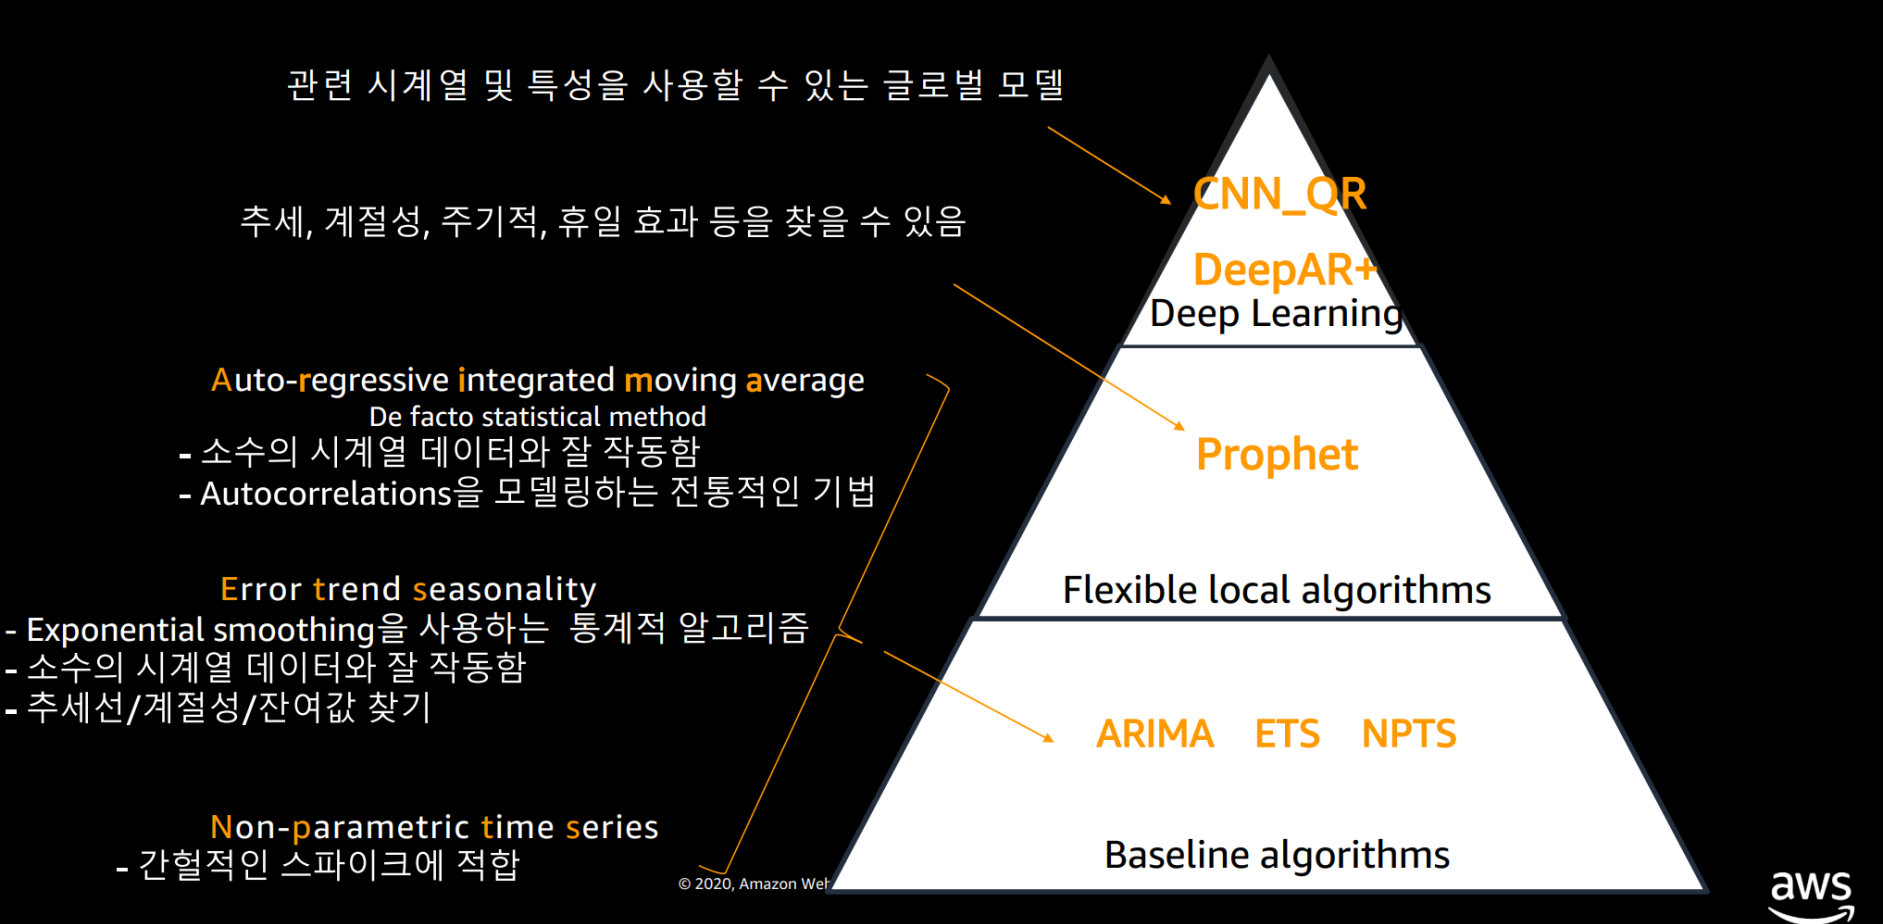 관련 시계열 및 특성을 사용할 수 있는 글로벌 모델
추세, 계절성, 주기적, 휴일 효과 등을 찾을 수 있음
Auto-regressive integrated moving average
De facto statistical method
- 소수의 시계열 데이터와 잘 작동함
- Autocorrelations을 모델링하는 전통적인 기법
Error trend seasonality
- Exponential smoothing을 사용하는 통계적 알고리즘
- 소수의 시계열 데이터와 잘 작동함
- 추세선/계절성/잔여값 찾기
Non-parametric time series
- 간헐적인 스파이크에 적합
© 2020, Amazon Web
CNN_QR
DeepAR+
Deep Learning
Prophet
Flexible local algorithms
ARIMA ETS NPTS
Baseline algorithms
aws